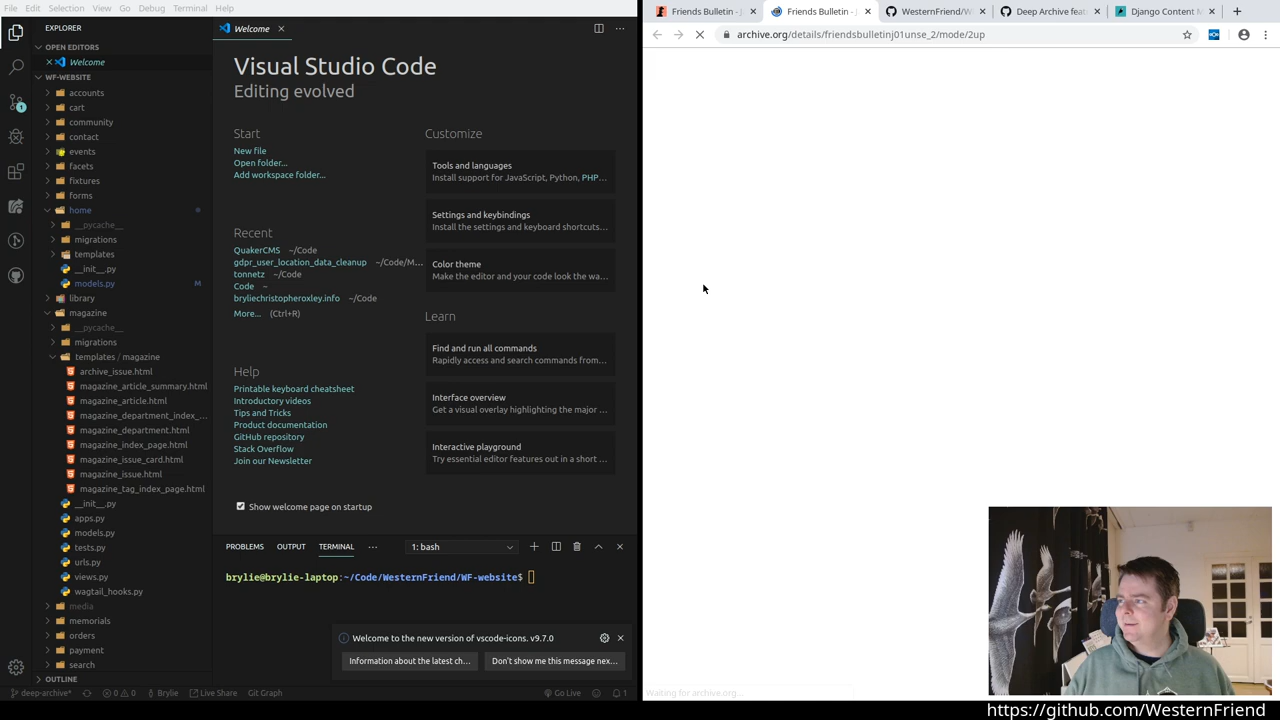 File Edit Selection View Go Debug Terminal Help
EXPLORER
OPEN EDITORS
Welcome
WF-WEBSITE
accounts
cart
community
contact
events
facets
fixtures
forms
home
__pycache__
migrations
templates
__init__.py
models.py M
library
magazine
__pycache__
migrations
templates / magazine
archive_issue.html
magazine_article_summary.html
magazine_article.html
magazine_department_index_...
magazine_department.html
magazine_index_page.html
magazine_issue_card.html
magazine_issue.html
magazine_tag_index_page.html
__init__.py
apps.py
models.py
tests.py
urls.py
views.py
wagtail_hooks.py
media
memorials
orders
payment
search
OUTLINE
Welcome
Visual Studio Code
Editing evolved
Start
New file
Open folder...
Add workspace folder...
Recent
QuakerCMS ~/Code
gdpr_user_location_data_cleanup ~/Code/M...
tonnetz ~/Code
Code ~
bryliechristopheroxley.info ~/Code
More... (Ctrl+R)
Help
Printable keyboard cheatsheet
Introductory videos
Tips and Tricks
Product documentation
GitHub repository
Stack Overflow
Join our Newsletter
Show welcome page on startup
Customize
Tools and languages
Install support for JavaScript, Python, PHP...
Settings and keybindings
Install the settings and keyboard shortcuts...
Color theme
Make the editor and your code look the wa...
Learn
Find and run all commands
Rapidly access and search commands from...
Interface overview
Get a visual overlay highlighting the major ...
Interactive playground
Try essential editor features out in a short ...
PROBLEMS OUTPUT TERMINAL ... 1: bash
brylie@brylie-laptop:~/Code/WesternFriend/WF-website$
Welcome to the new version of vscode-icons. v9.7.0
Information about the latest ch... Don't show me this message nex...
deep-archive* 0 0 Brylie Live Share Git Graph Go Live 1
Friends Bulletin - J Friends Bulletin - J WesternFriend/W Deep Archive feat Django Content M
archive.org/details/friendsbulletinj01unse_2/mode/2up
Waiting for archive.org...
https://github.com/WesternFriend